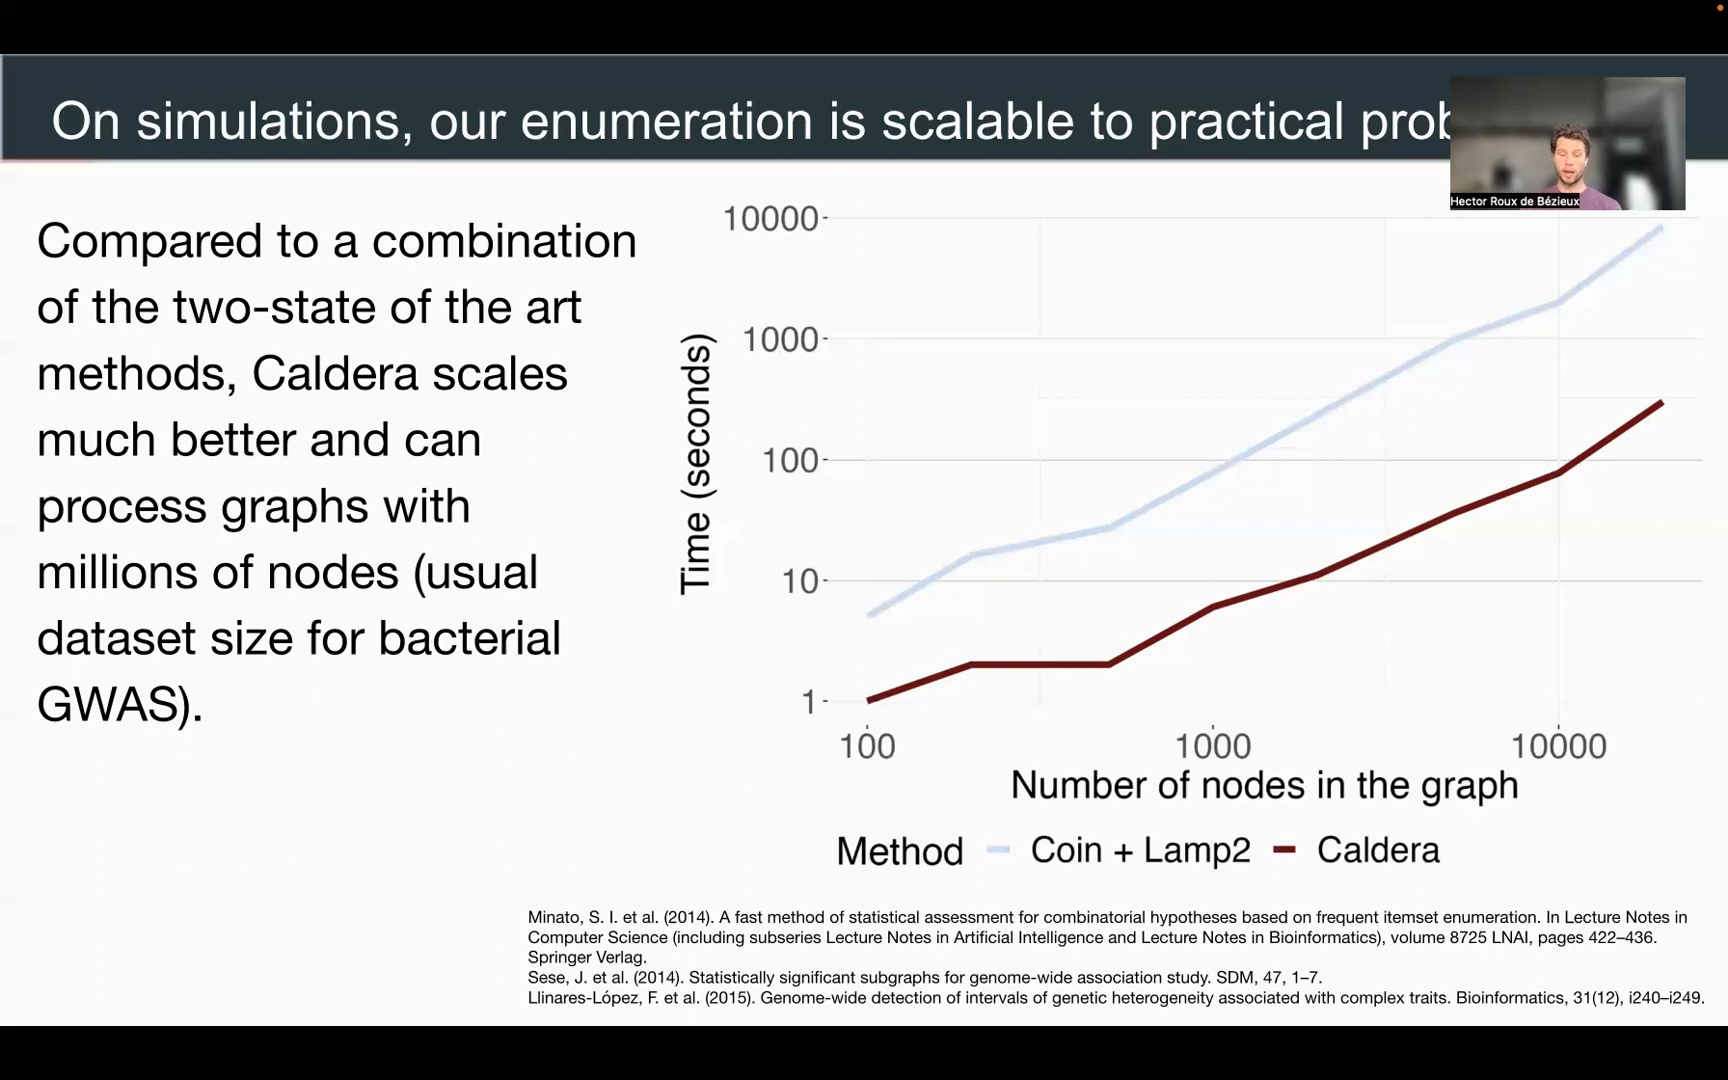 On simulations, our enumeration is scalable to practical
Hector Roux de Bézieux
Compared to a combination
of the two-state of the art
methods, Caldera scales
much better and can
process graphs with
millions of nodes (usual
dataset size for bacterial
GWAS).
10000
1000
100
10
1
Time (seconds)
100 1000 10000
Number of nodes in the graph
Method Coin + Lamp2 Caldera
Minato, S. I. et al. (2014). A fast method of statistical assessment for combinatorial hypotheses based on frequent itemset enumeration. In Lecture Notes in
Computer Science (including subseries Lecture Notes in Artificial Intelligence and Lecture Notes in Bioinformatics), volume 8725 LNAI, pages 422–436.
Springer Verlag.
Sese, J. et al. (2014). Statistically significant subgraphs for genome-wide association study. SDM, 47, 1–7.
Llinares-López, F. et al. (2015). Genome-wide detection of intervals of genetic heterogeneity associated with complex traits. Bioinformatics, 31(12), i240–i249.